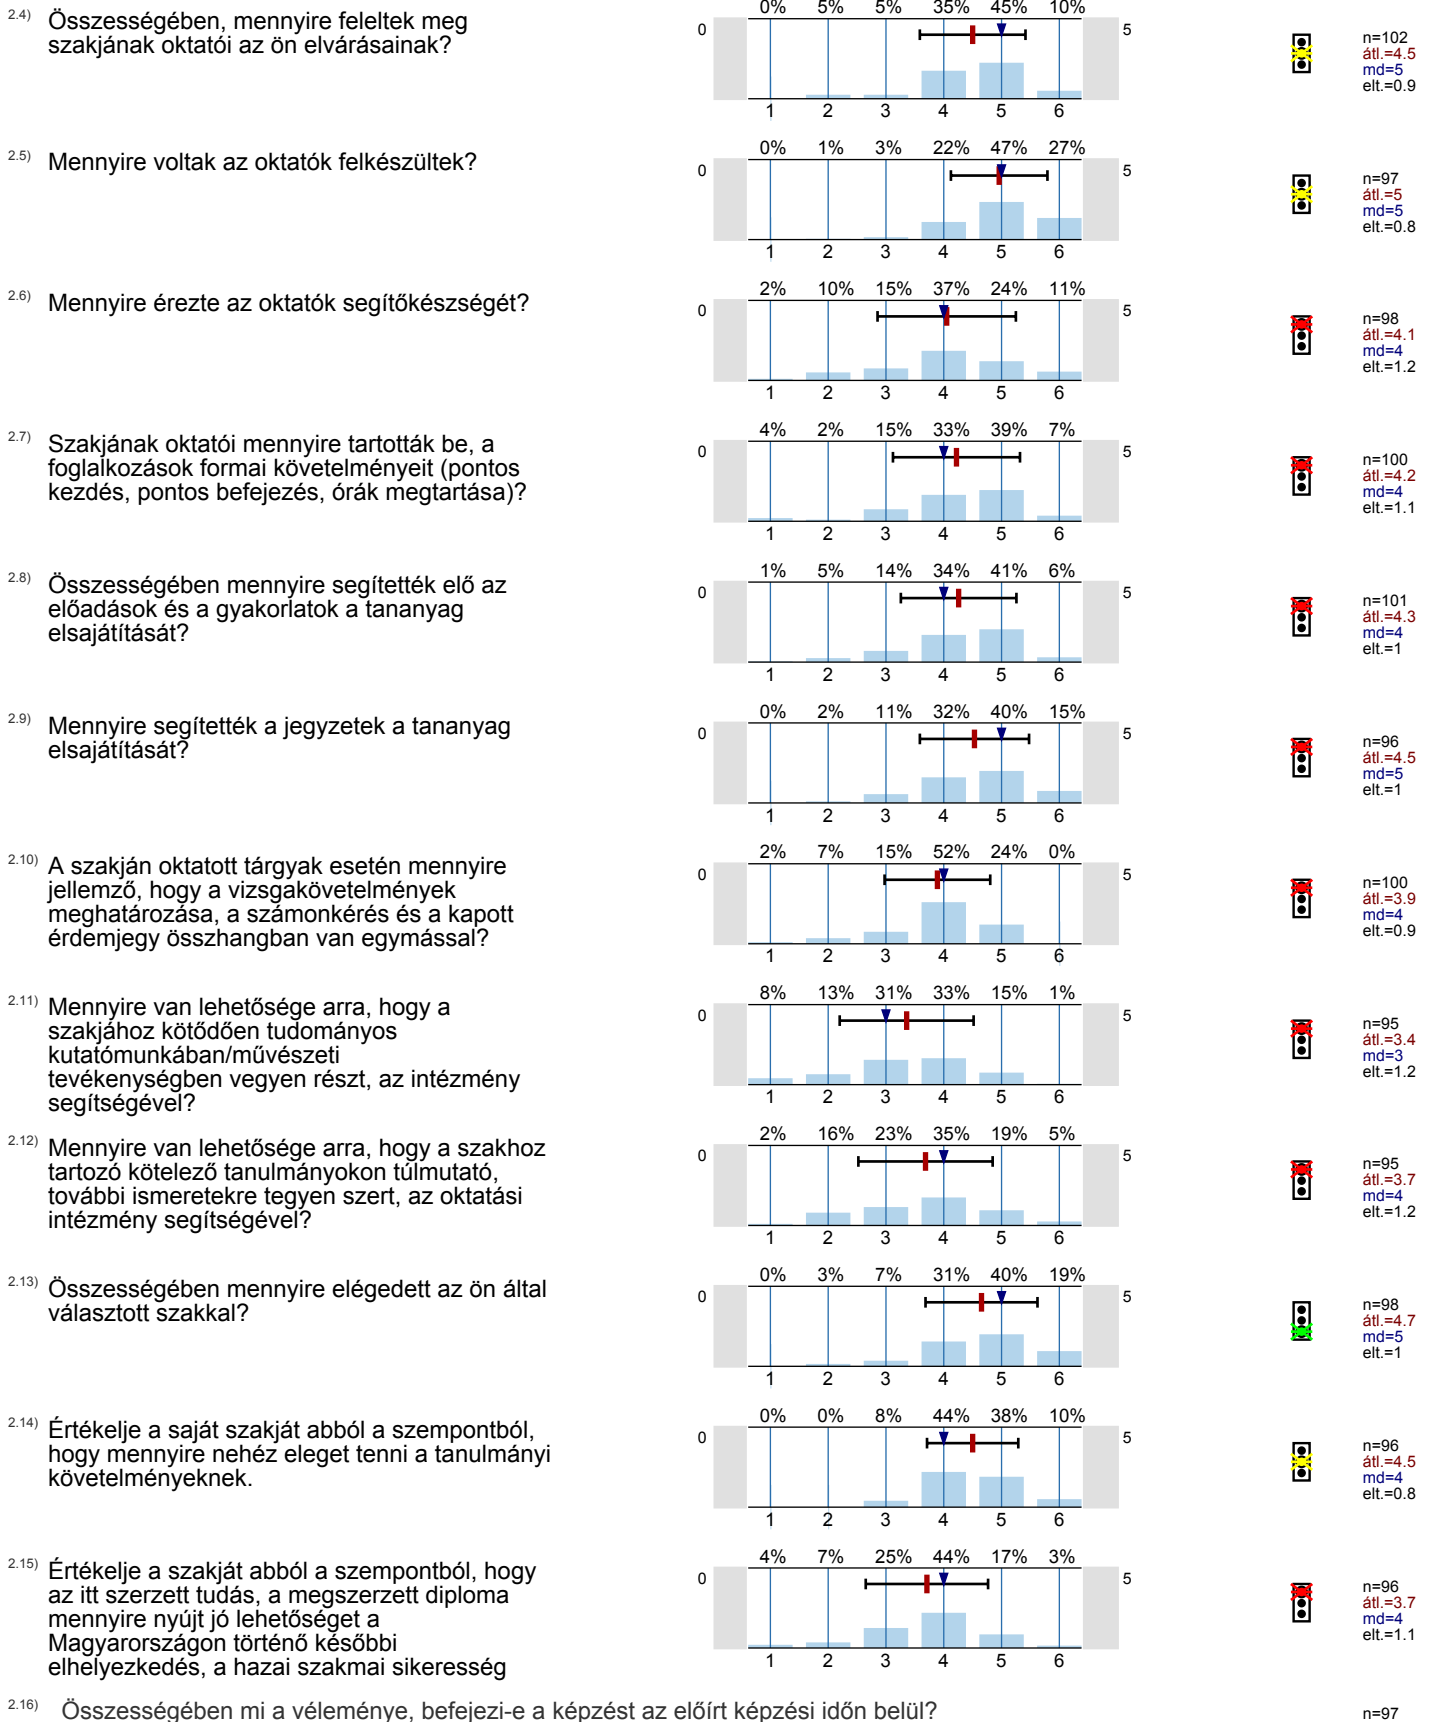 2.4) Összességében, mennyire feleltek meg
szakjának oktatói az ön elvárásainak?
0% 5% 5% 35% 45% 10%
0 5
1 2 3 4 5 6
n=102
átl.=4.5
md=5
elt.=0.9
2.5) Mennyire voltak az oktatók felkészültek?
0% 1% 3% 22% 47% 27%
0 5
1 2 3 4 5 6
n=97
átl.=5
md=5
elt.=0.8
2.6) Mennyire érezte az oktatók segítőkészségét?
2% 10% 15% 37% 24% 11%
0 5
1 2 3 4 5 6
n=98
átl.=4.1
md=4
elt.=1.2
2.7) Szakjának oktatói mennyire tartották be, a
foglalkozások formai követelményeit (pontos
kezdés, pontos befejezés, órák megtartása)?
4% 2% 15% 33% 39% 7%
0 5
1 2 3 4 5 6
n=100
átl.=4.2
md=4
elt.=1.1
2.8) Összességében mennyire segítették elő az
előadások és a gyakorlatok a tananyag
elsajátítását?
1% 5% 14% 34% 41% 6%
0 5
1 2 3 4 5 6
n=101
átl.=4.3
md=4
elt.=1
2.9) Mennyire segítették a jegyzetek a tananyag
elsajátítását?
0% 2% 11% 32% 40% 15%
0 5
1 2 3 4 5 6
n=96
átl.=4.5
md=5
elt.=1
2.10) A szakján oktatott tárgyak esetén mennyire
jellemző, hogy a vizsgakövetelmények
meghatározása, a számonkérés és a kapott
érdemjegy összhangban van egymással?
2% 7% 15% 52% 24% 0%
0 5
1 2 3 4 5 6
n=100
átl.=3.9
md=4
elt.=0.9
2.11) Mennyire van lehetősége arra, hogy a
szakjához kötődően tudományos
kutatómunkában/művészeti
tevékenységben vegyen részt, az intézmény
segítségével?
8% 13% 31% 33% 15% 1%
0 5
1 2 3 4 5 6
n=95
átl.=3.4
md=3
elt.=1.2
2.12) Mennyire van lehetősége arra, hogy a szakhoz
tartozó kötelező tanulmányokon túlmutató,
további ismeretekre tegyen szert, az oktatási
intézmény segítségével?
2% 16% 23% 35% 19% 5%
0 5
1 2 3 4 5 6
n=95
átl.=3.7
md=4
elt.=1.2
2.13) Összességében mennyire elégedett az ön által
választott szakkal?
0% 3% 7% 31% 40% 19%
0 5
1 2 3 4 5 6
n=98
átl.=4.7
md=5
elt.=1
2.14) Értékelje a saját szakját abból a szempontból,
hogy mennyire nehéz eleget tenni a tanulmányi
követelményeknek.
0% 0% 8% 44% 38% 10%
0 5
1 2 3 4 5 6
n=96
átl.=4.5
md=4
elt.=0.8
2.15) Értékelje a szakját abból a szempontból, hogy
az itt szerzett tudás, a megszerzett diploma
mennyire nyújt jó lehetőséget a
Magyarországon történő későbbi
elhelyezkedés, a hazai szakmai sikeresség
4% 7% 25% 44% 17% 3%
0 5
1 2 3 4 5 6
n=96
átl.=3.7
md=4
elt.=1.1
2.16) Összességében mi a véleménye, befejezi-e a képzést az előírt képzési időn belül?
n=97